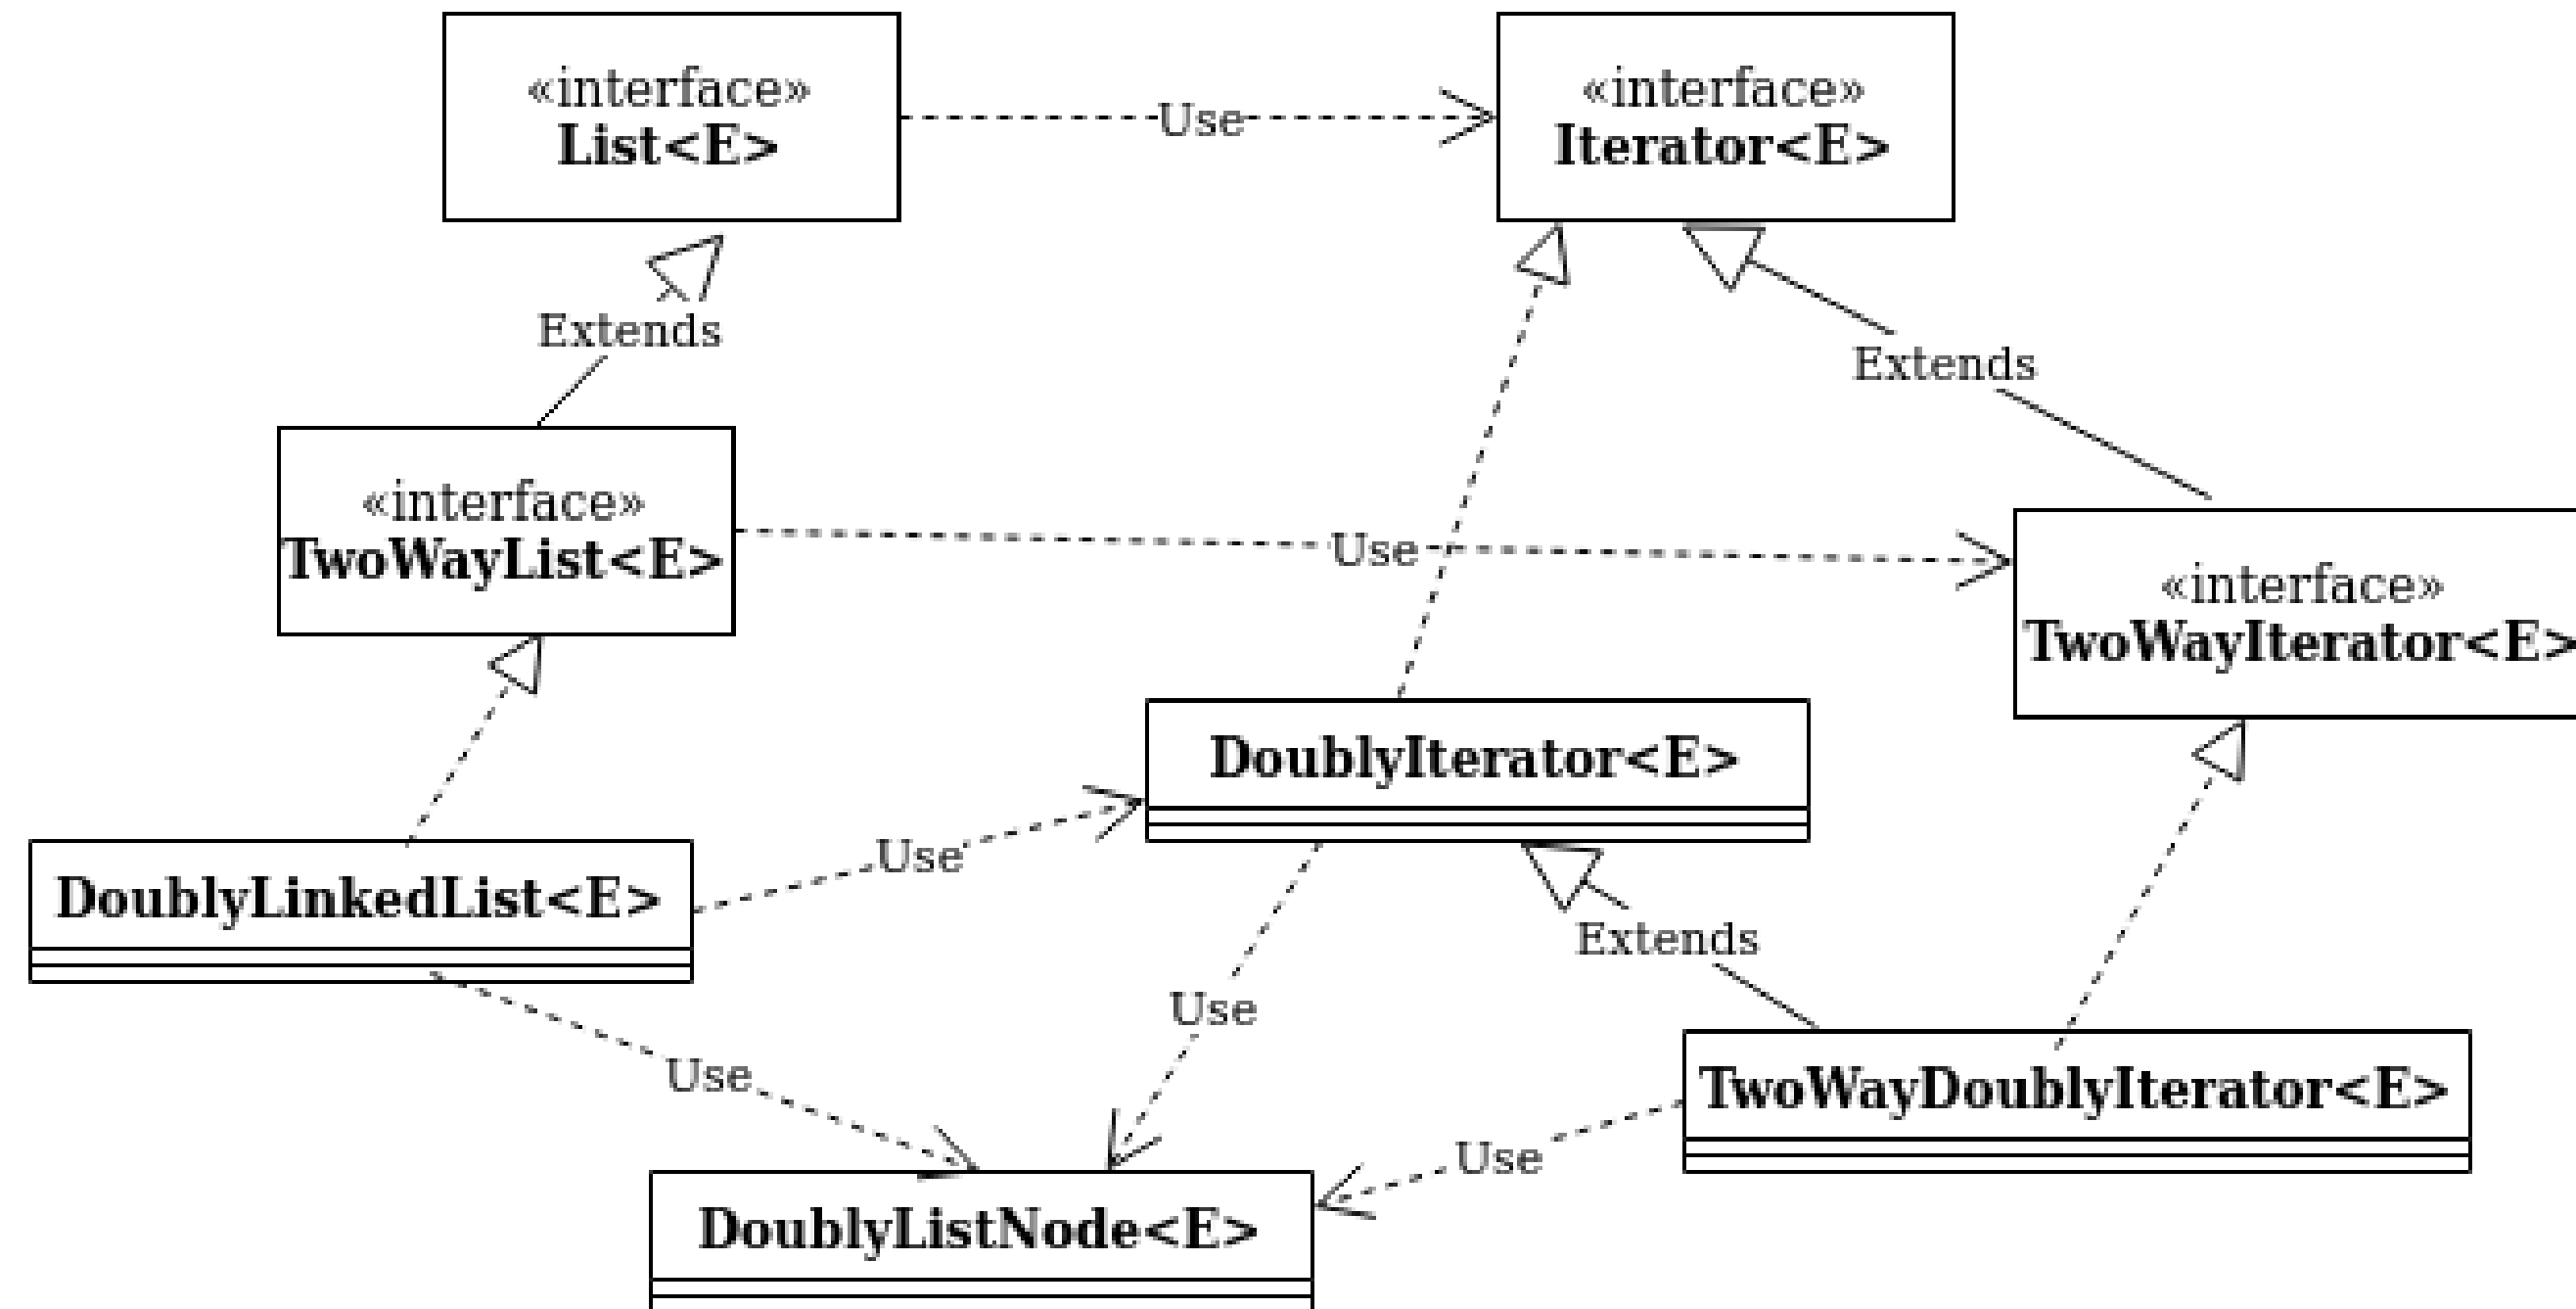 «interface»
List<E>
Use
«interface»
Iterator<E>
Extends
Extends
«interface»
TwoWayList<E>
Use
«interface»
TwoWayIterator<E>
DoublyIterator<E>
DoublyLinkedList<E>
Use
Extends
Use
Use
TwoWayDoublyIterator<E>
Use
DoublyListNode<E>